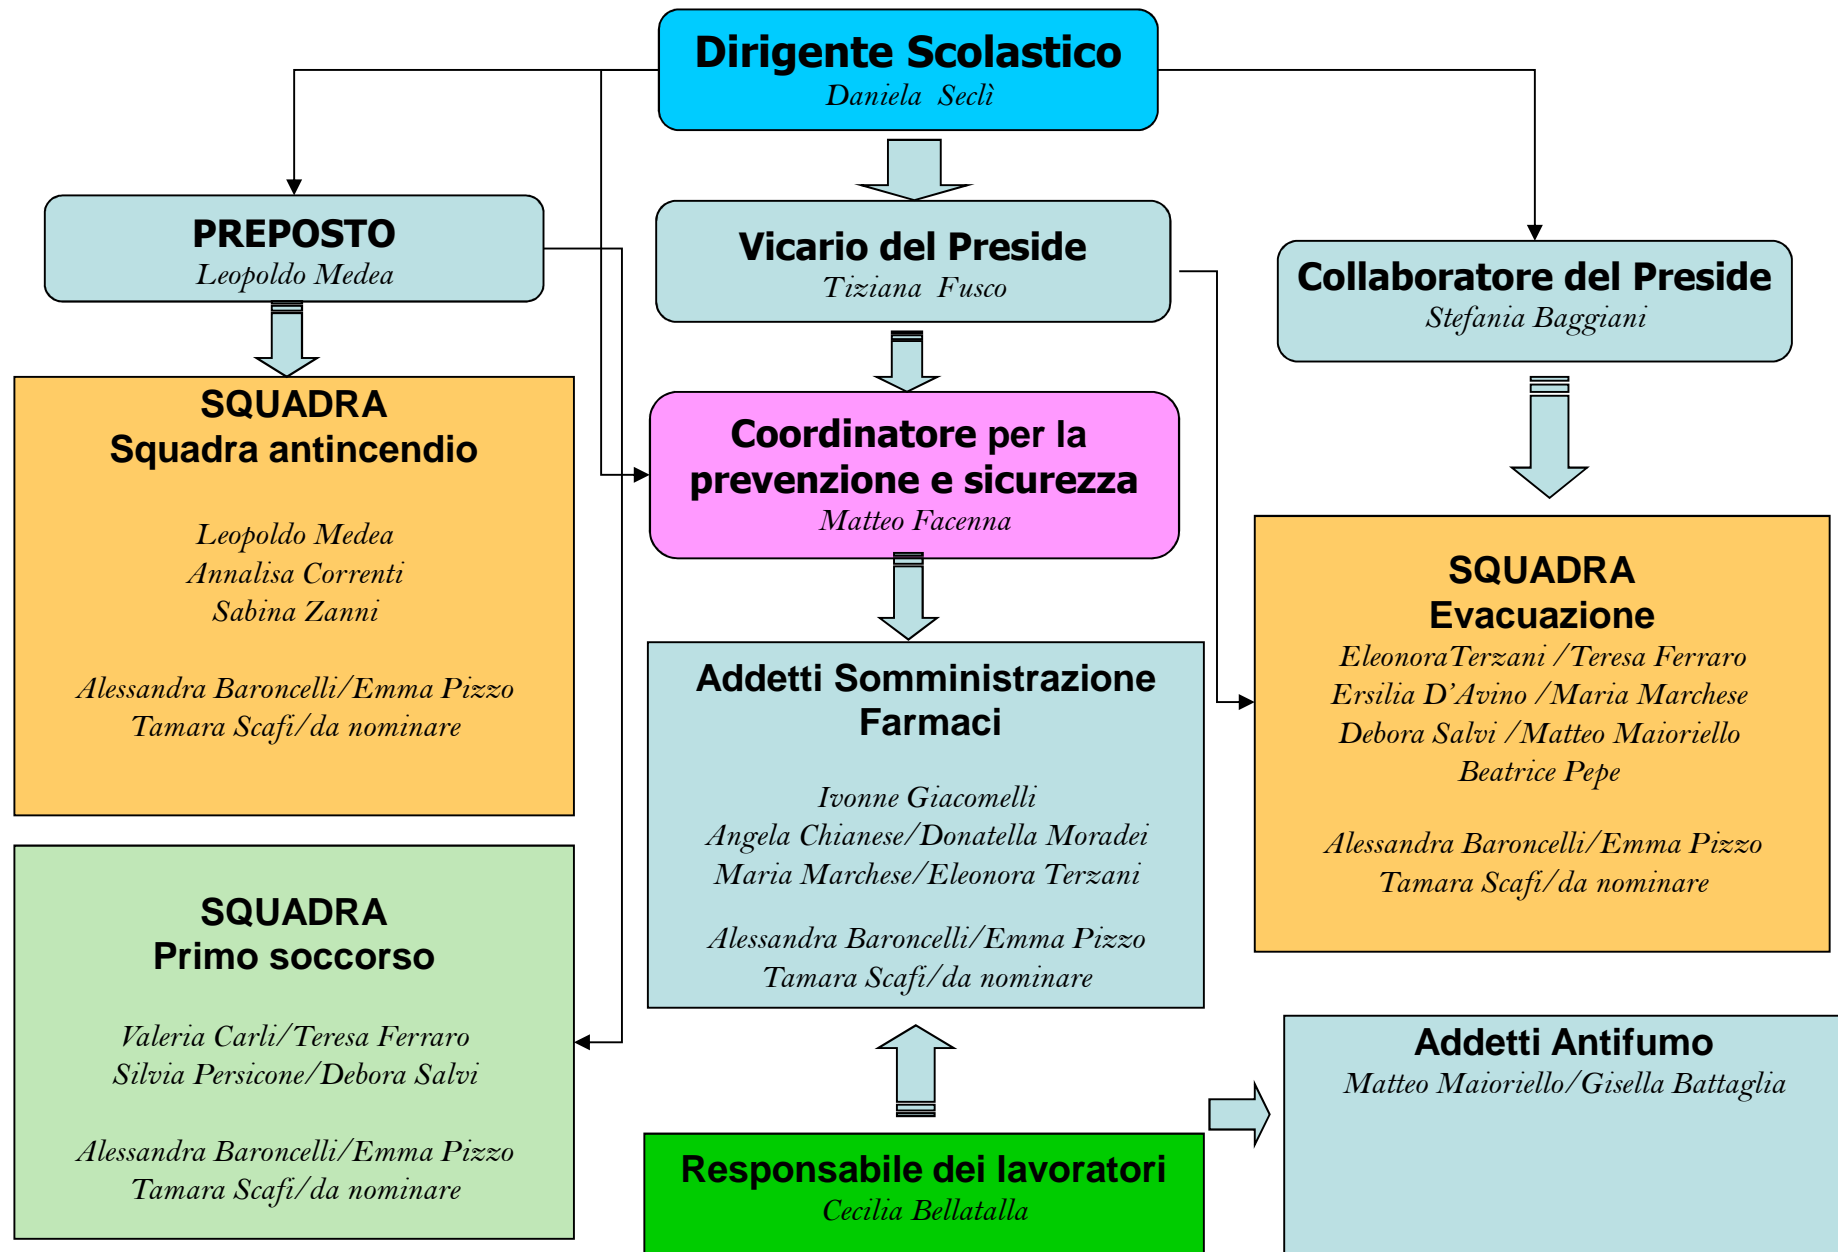 Dirigente Scolastico
Daniela Seclì
PREPOSTO
Leopoldo Medea
Vicario del Preside
Tiziana Fusco
Collaboratore del Preside
Stefania Baggiani
SQUADRA
Squadra antincendio
Leopoldo Medea
Annalisa Correnti
Sabina Zanni
Alessandra Baroncelli/Emma Pizzo
Tamara Scafi/da nominare
Coordinatore per la
prevenzione e sicurezza
Matteo Facenna
SQUADRA
Evacuazione
EleonoraTerzani /Teresa Ferraro
Ersilia D'Avino /Maria Marchese
Debora Salvi /Matteo Maioriello
Beatrice Pepe
Alessandra Baroncelli/Emma Pizzo
Tamara Scafi/da nominare
Addetti Somministrazione
Farmaci
Ivonne Giacomelli
Angela Chianese/Donatella Moradei
Maria Marchese/Eleonora Terzani
Alessandra Baroncelli/Emma Pizzo
Tamara Scafi/da nominare
SQUADRA
Primo soccorso
Valeria Carli/Teresa Ferraro
Silvia Persicone/Debora Salvi
Alessandra Baroncelli/Emma Pizzo
Tamara Scafi/da nominare
Addetti Antifumo
Matteo Maioriello/Gisella Battaglia
Responsabile dei lavoratori
Cecilia Bellatalla